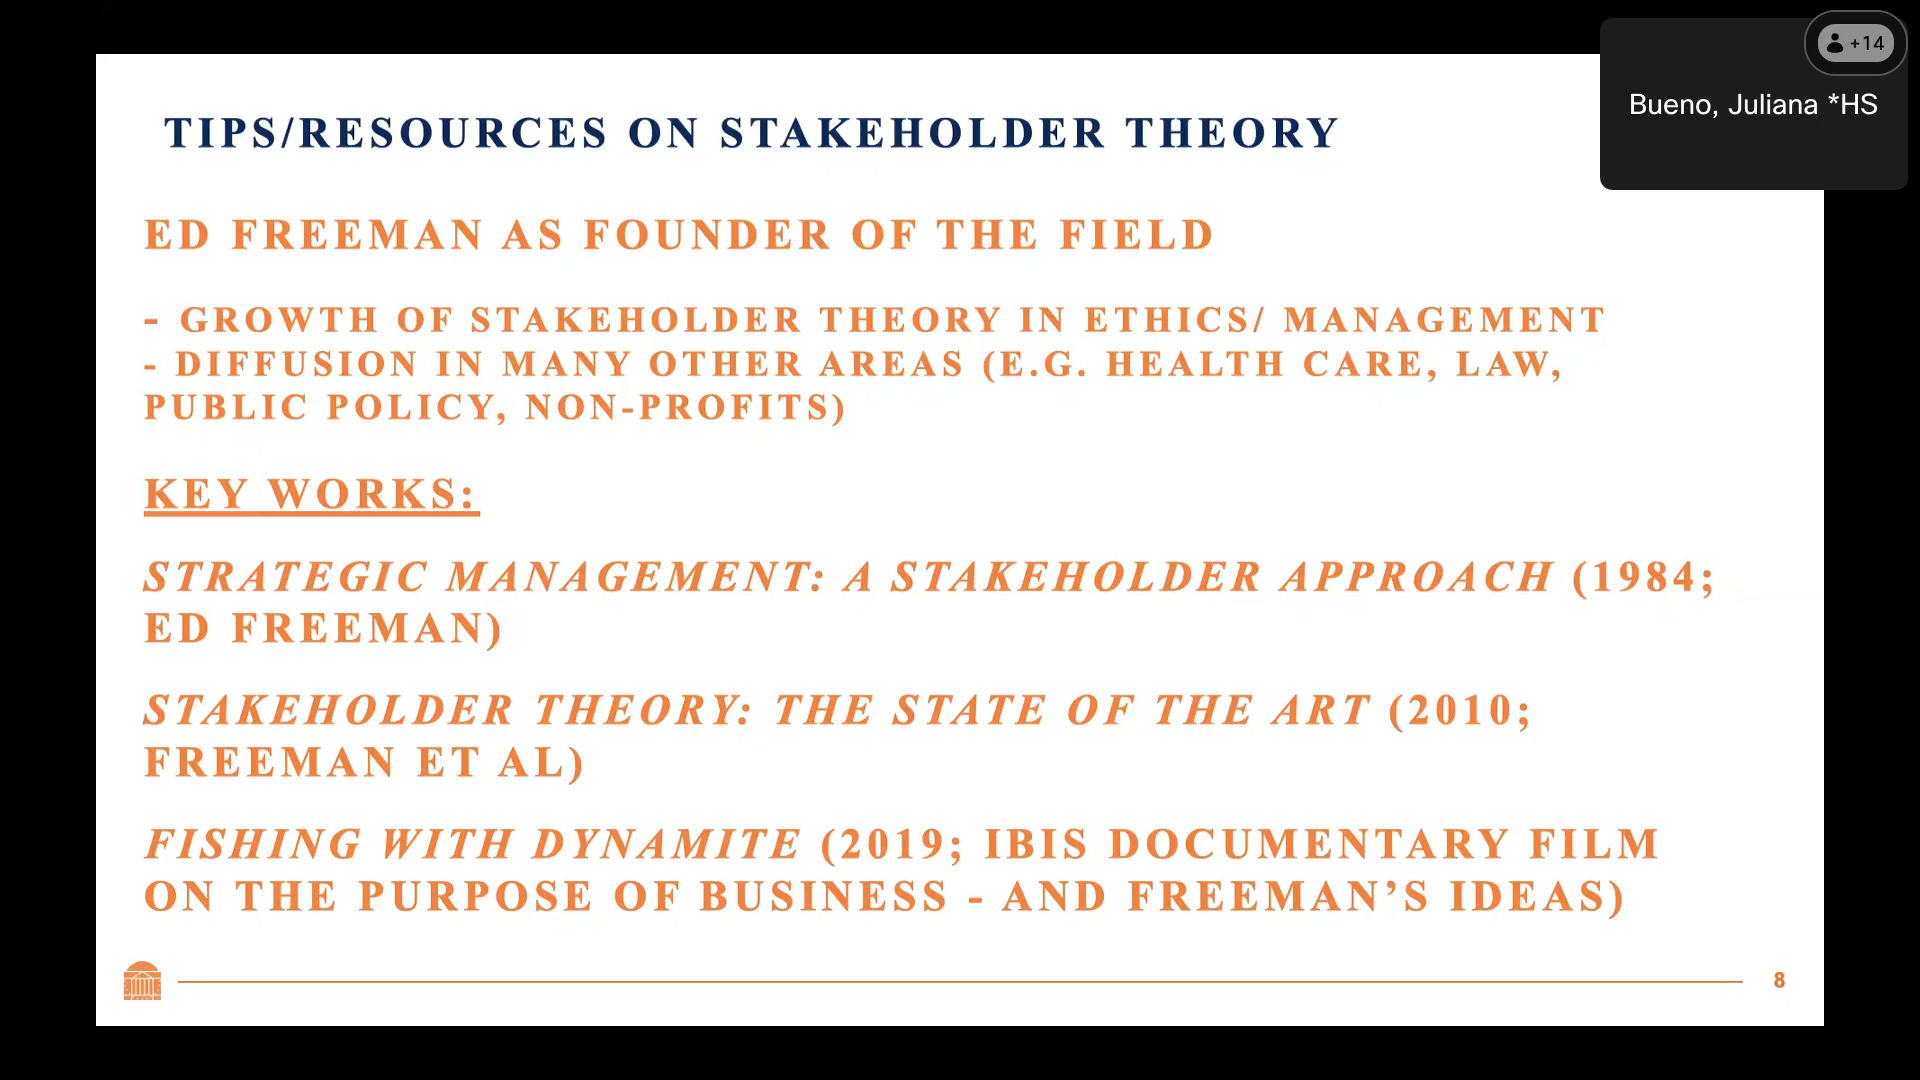 +14
Bueno, Juliana *HS
TIPS/RESOURCES ON STAKEHOLDER THEORY
ED FREEMAN AS FOUNDER OF THE FIELD
- GROWTH OF STAKEHOLDER THEORY IN ETHICS/ MANAGEMENT
- DIFFUSION IN MANY OTHER AREAS (E.G. HEALTH CARE, LAW,
PUBLIC POLICY, NON-PROFITS)
KEY WORKS:
STRATEGIC MANAGEMENT: A STAKEHOLDER APPROACH (1984;
ED FREEMAN)
STAKEHOLDER THEORY: THE STATE OF THE ART (2010;
FREEMAN ET AL)
FISHING WITH DYNAMITE (2019; IBIS DOCUMENTARY FILM
ON THE PURPOSE OF BUSINESS - AND FREEMAN’S IDEAS)
8